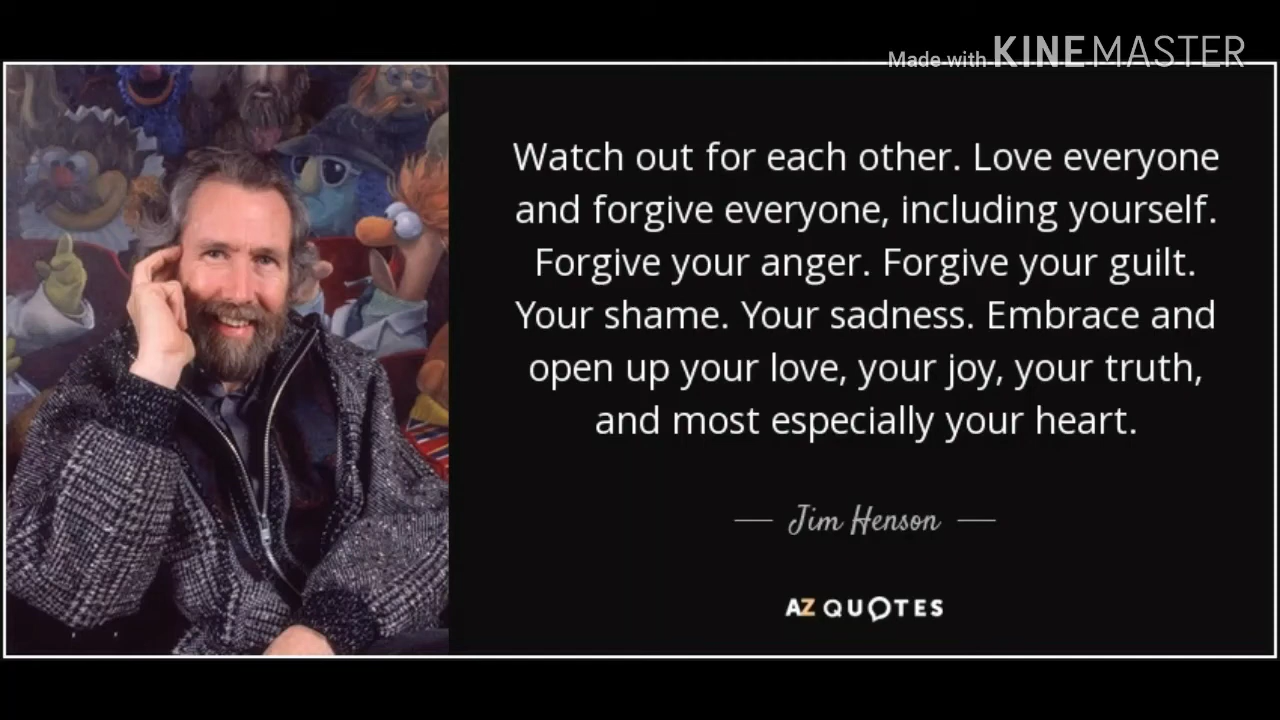 Made with KINEMASTER
Watch out for each other. Love everyone
and forgive everyone, including yourself.
Forgive your anger. Forgive your guilt.
Your shame. Your sadness. Embrace and
open up your love, your joy, your truth,
and most especially your heart.
Jim Henson
AZ QUOTES